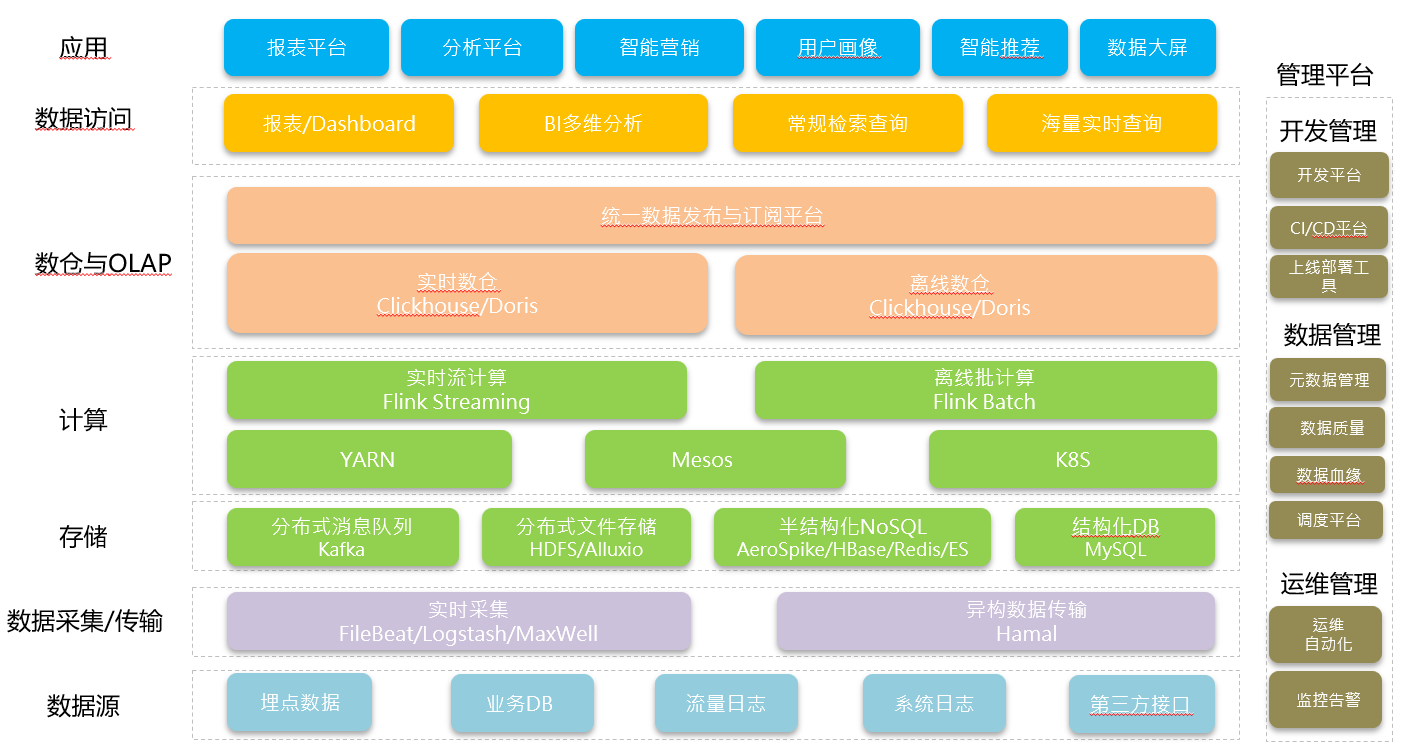 应用
报表平台
分析平台
智能营销
用户画像
智能推荐
数据大屏
数据访问
报表/Dashboard
BI多维分析
常规检索查询
海量实时查询
数仓与OLAP
统一数据发布与订阅平台
实时数仓
Clickhouse/Doris
离线数仓
Clickhouse/Doris
计算
实时流计算
Flink Streaming
离线批计算
Flink Batch
YARN
Mesos
K8S
存储
分布式消息队列
Kafka
分布式文件存储
HDFS/Alluxio
半结构化NoSQL
AeroSpike/HBase/Redis/ES
结构化DB
MySQL
数据采集/传输
实时采集
FileBeat/Logstash/MaxWell
异构数据传输
Hamal
数据源
埋点数据
业务DB
流量日志
系统日志
第三方接口
管理平台
开发管理
开发平台
CI/CD平台
上线部署工
具
数据管理
元数据管理
数据质量
数据血缘
调度平台
运维管理
运维
自动化
监控告警